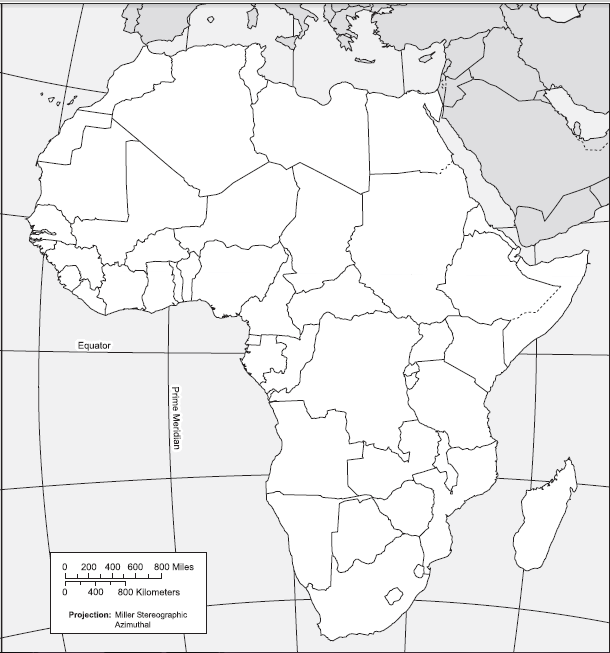 Equator
Prime Meridian
0 200 400 600 800 Miles
0 400 800 Kilometers
Projection: Miller Stereographic
Azimuthal